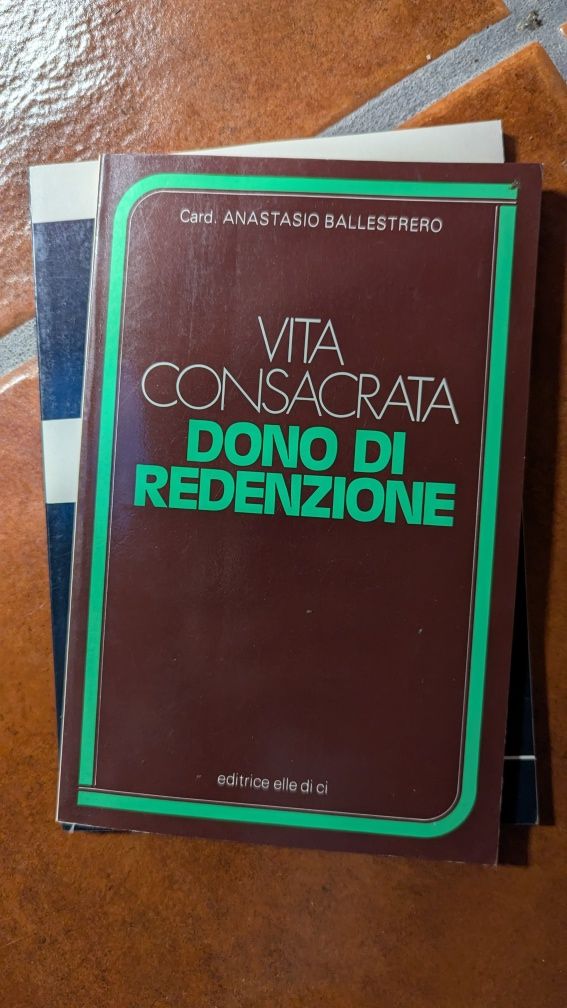 Card. ANASTASIO BALLESTRERO
VITA
CONSACRATA
DONO DI
REDENZIONE
editrice elle di ci